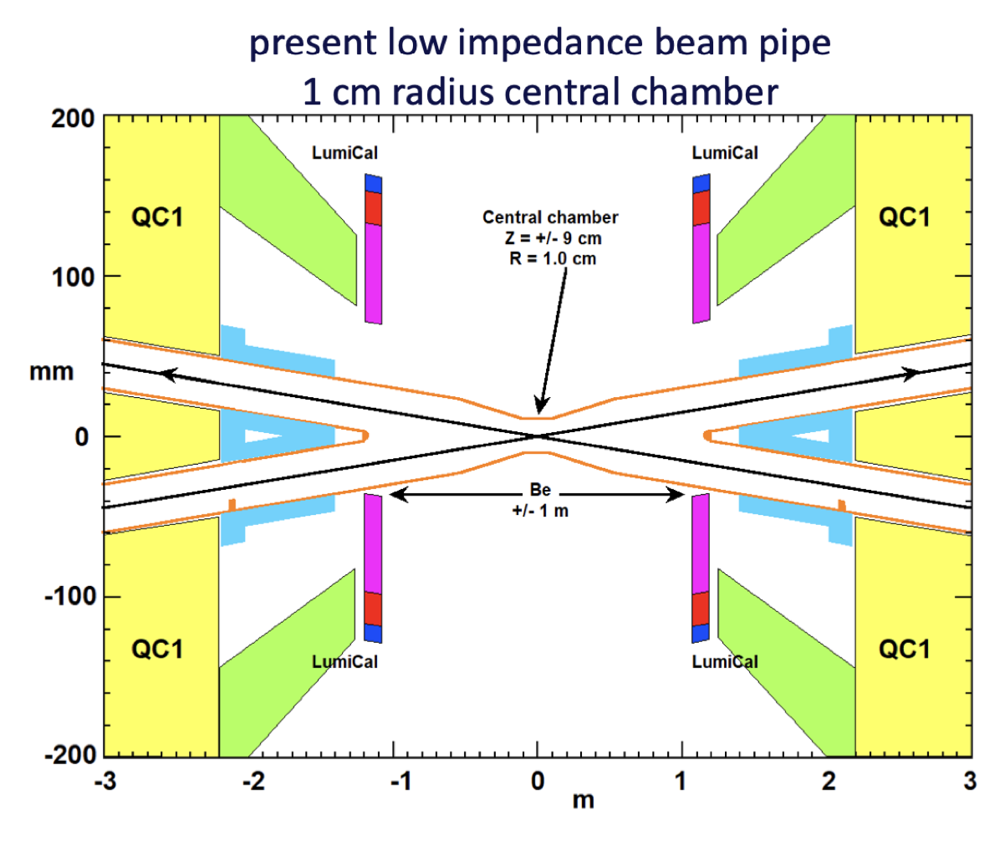 present low impedance beam pipe
1 cm radius central chamber
200
LumiCal
LumiCal
QC1
QC1
Central chamber
Z = +/- 9 cm
R = 1.0 cm
100
mm
0
Be
+/- 1 m
-100
QC1
QC1
LumiCal
LumiCal
-200
-3
-2
-1
0
1
2
3
m